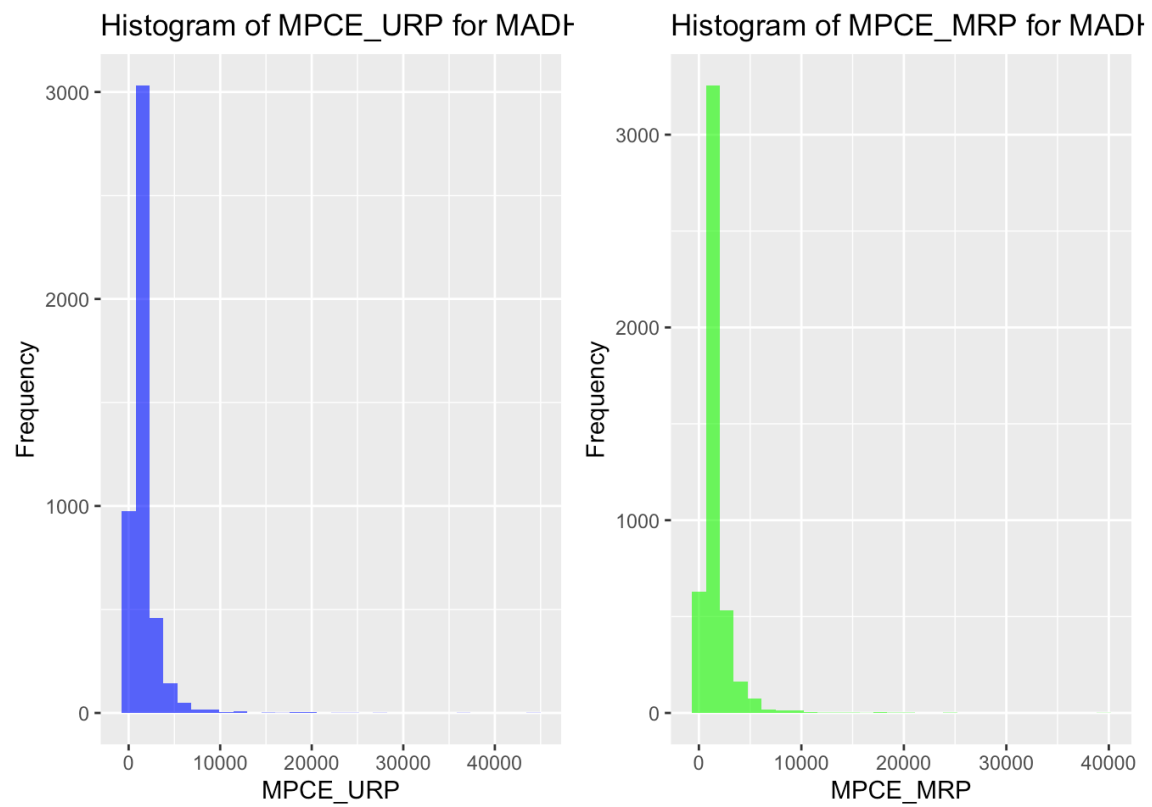 Histogram of MPCE_URP for MADH
Frequency
3000
2000
1000
0
0 10000 20000 30000 40000
MPCE_URP
Histogram of MPCE_MRP for MADH
Frequency
3000
2000
1000
0
0 10000 20000 30000 40000
MPCE_MRP